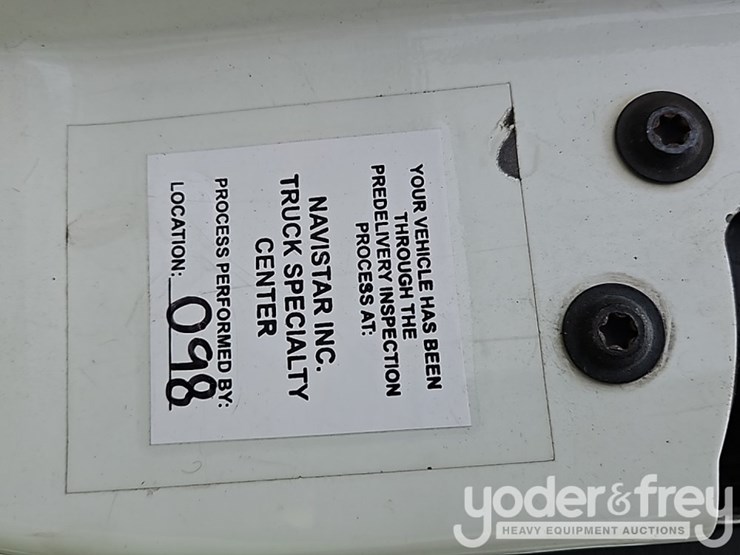 YOUR VEHICLE HAS BEEN
THROUGH THE
PREDELIVERY INSPECTION
PROCESS AT:
NAVISTAR INC.
TRUCK SPECIALTY
CENTER
PROCESS PERFORMED BY:
LOCATION: 098
yoder&frey
HEAVY EQUIPMENT AUCTIONS